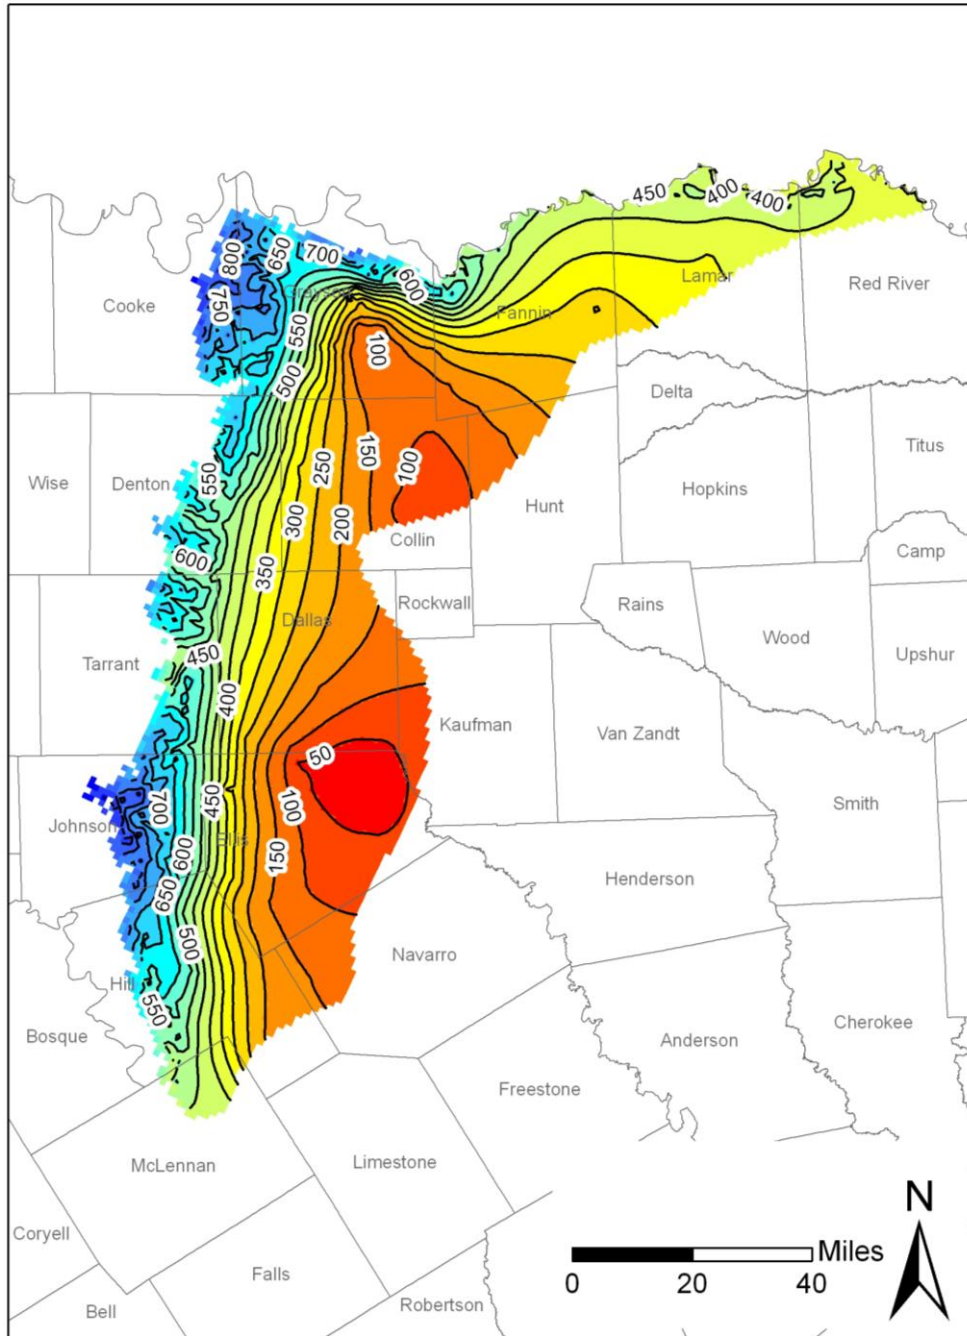 450
400
400
800
650
700
600
Grayson
Lamar
Red River
Cooke
750
Fannin
550
100
500
Delta
Titus
Wise
Denton
550
250
150
100
Hopkins
Hunt
300
200
Collin
Camp
600
350
Rockwall
Rains
Dallas
Wood
Upshur
Tarrant
450
400
Kaufman
Van Zandt
50
Johnson
700
450
100
Smith
Ellis
600
150
Henderson
650
500
Navarro
Hill
550
Bosque
Anderson
Cherokee
Freestone
McLennan
Limestone
N
Coryell
Miles
0 20 40
Falls
Bell
Robertson